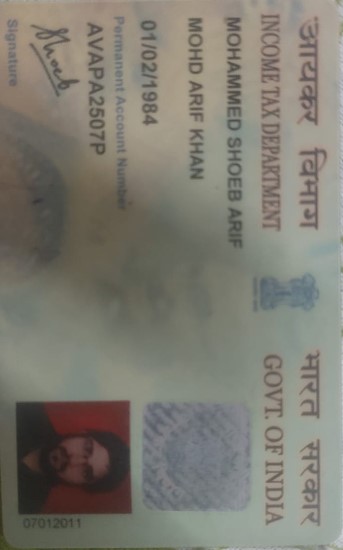 आयकर विभाग
भारत सरकार
INCOME TAX DEPARTMENT
GOVT. OF INDIA
MOHAMMED SHOEB ARIF
MOHD ARIF KHAN
01/02/1984
Permanent Account Number
AVAPA2507P
Shoeb
Signature
07012011